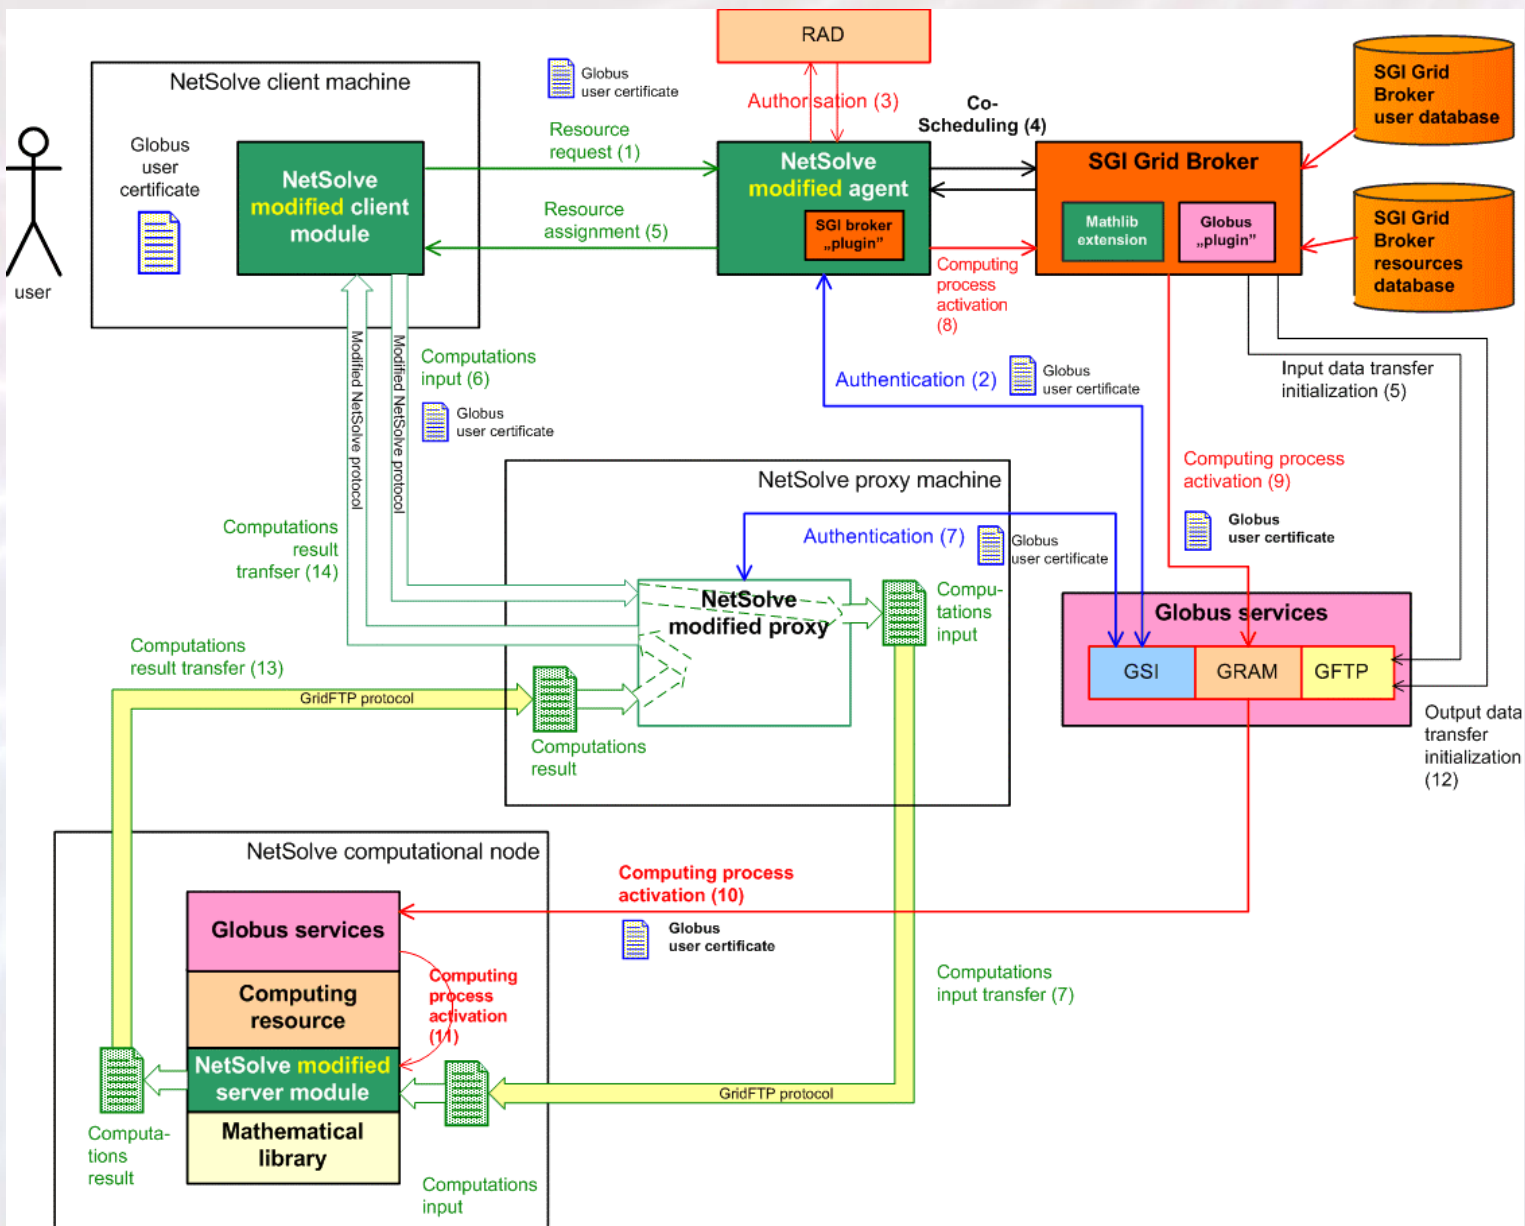 RAD
NetSolve client machine
Globus
user certificate
SGI Grid
Broker
user database
Authorisation (3)
Co-
Scheduling (4)
Resource
request (1)
Globus
user
certificate
NetSolve
modified client
module
NetSolve
modified agent
SGI broker
„plugin”
SGI Grid Broker
Mathlib
extension
Globus
„plugin”
Resource
assignment (5)
SGI Grid
Broker
resources
database
user
Computing
process
activation
(8)
Modified NetSolve protocol
Modified NetSolve protocol
Computations
input (6)
Globus
user certificate
Authentication (2)
Globus
user certificate
Input data transfer
initialization (5)
Computing process
activation (9)
Globus
user certificate
NetSolve proxy machine
Authentication (7)
Globus
user certificate
Computations
result
tranfser (14)
NetSolve
modified proxy
Compu-
tations
input
Globus services
GSI
GRAM
GFTP
Computations
result transfer (13)
GridFTP protocol
Computations
result
Output data
transfer
initialization
(12)
NetSolve computational node
Computing process
activation (10)
Globus
user certificate
Globus services
Computing
resource
NetSolve modified
server module
Mathematical
library
Computing
process
activation
(11)
Computations
input transfer (7)
GridFTP protocol
Computa-
tions
result
Computations
input